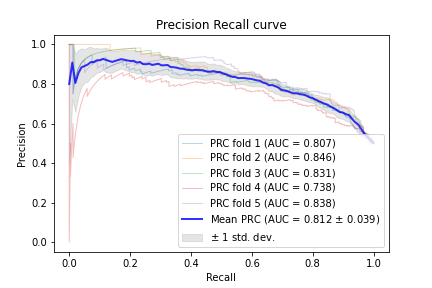 Precision Recall curve
Precision
1.0
0.8
0.6
0.4
0.2
0.0
PRC fold 1 (AUC = 0.807)
PRC fold 2 (AUC = 0.846)
PRC fold 3 (AUC = 0.831)
PRC fold 4 (AUC = 0.738)
PRC fold 5 (AUC = 0.838)
Mean PRC (AUC = 0.812 ± 0.039)
± 1 std. dev.
0.0 0.2 0.4 0.6 0.8 1.0
Recall